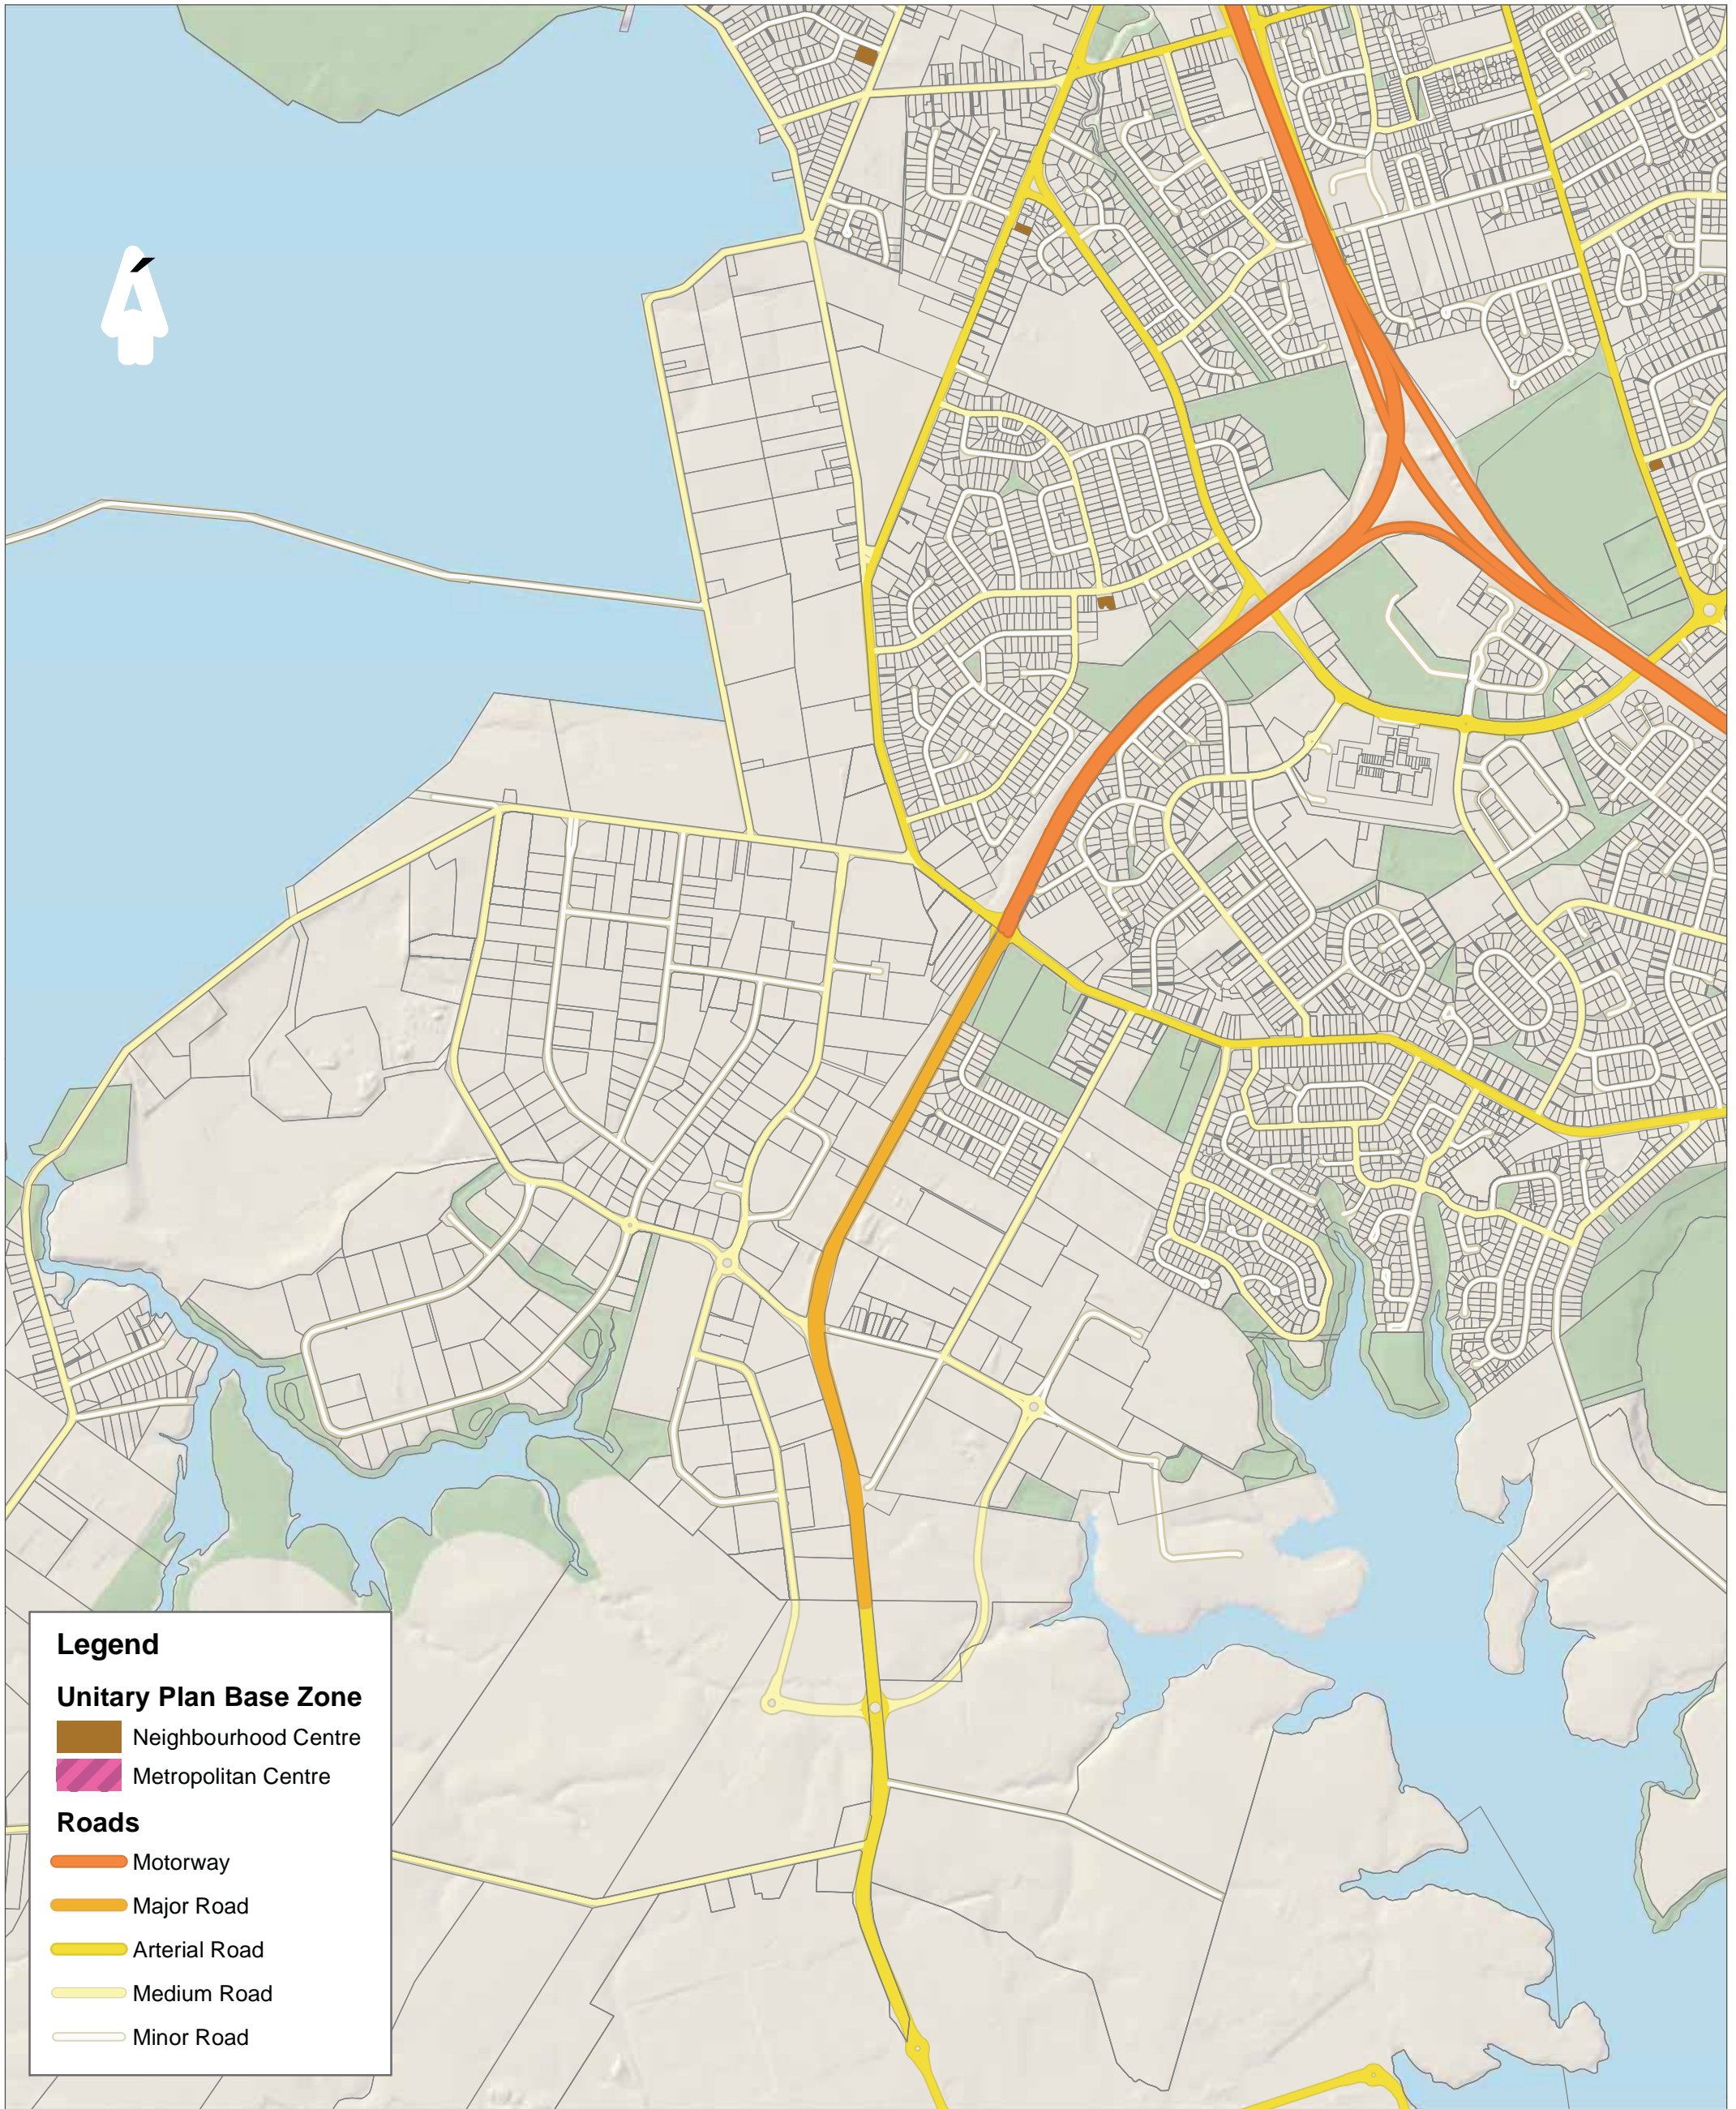 Legend
Unitary Plan Base Zone
Neighbourhood Centre
Metropolitan Centre
Roads
Motorway
Major Road
Arterial Road
Medium Road
Minor Road